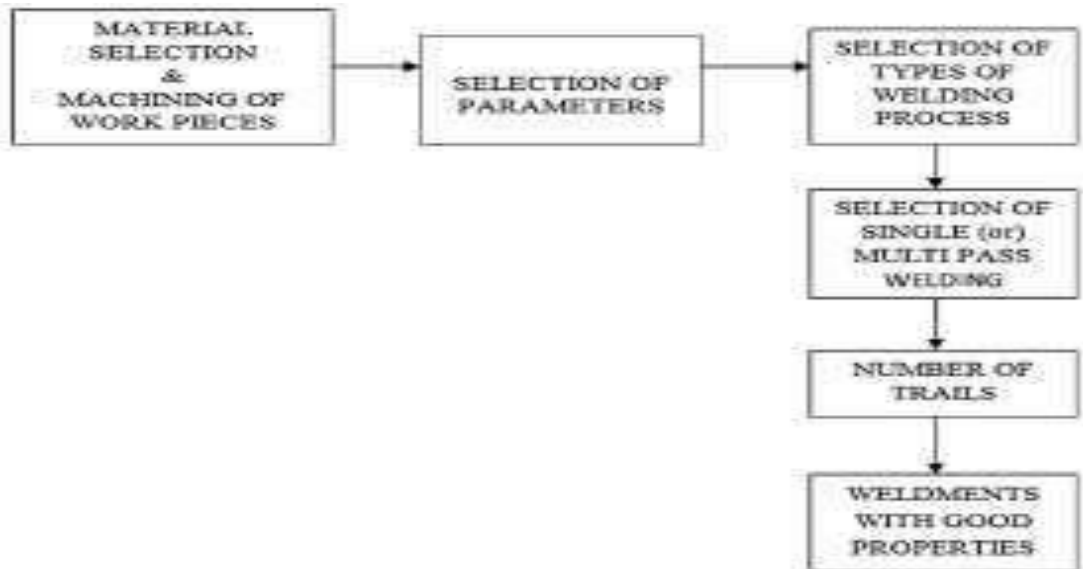 MATERIAL
SELECTION
&
MACHINING OF
WORK PIECES
SELECTION OF
PARAMETERS
SELECTION OF
TYPES OF
WELDING
PROCESS
SELECTION OF
SINGLE (or)
MULTI PASS
WELDING
NUMBER OF
TRAILS
WELDMENTS
WITH GOOD
PROPERTIES